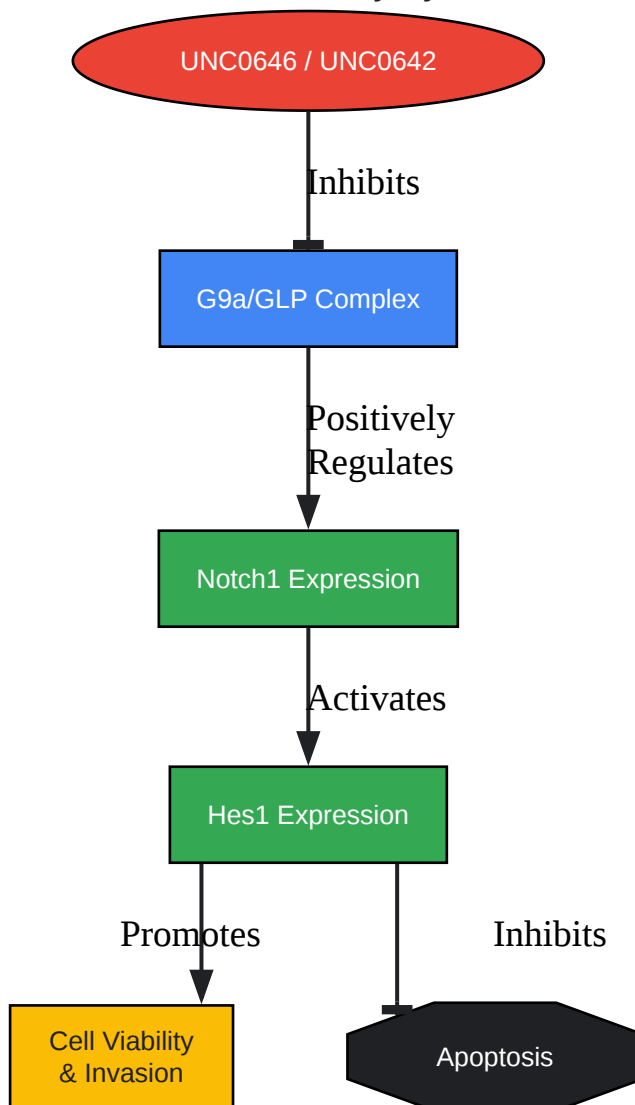 UNC0646 / UNC0642
Inhibits
G9a/GLP Complex
Positively
Regulates
Notch1 Expression
Activates
Hes1 Expression
Promotes
Inhibits
Cell Viability
& Invasion
Apoptosis